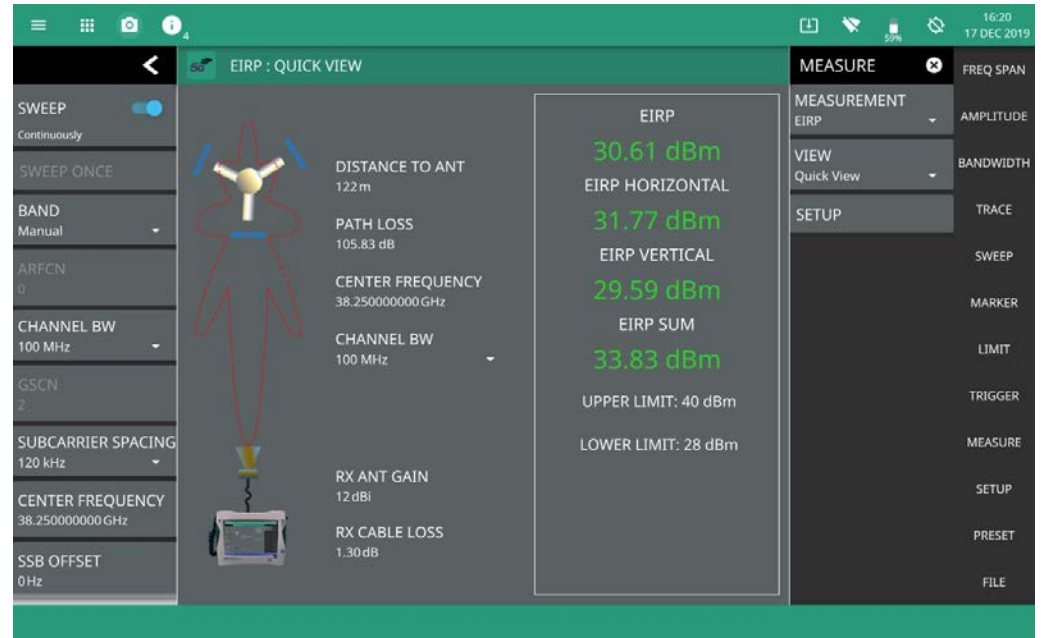 4
59%
16:20
17 DEC 2019
5G
EIRP : QUICK VIEW
SWEEP
Continuously
SWEEP ONCE
BAND
Manual
ARFCN
0
CHANNEL BW
100 MHz
GSCN
2
SUBCARRIER SPACING
120 kHz
CENTER FREQUENCY
38.250000000 GHz
SSB OFFSET
0 Hz
DISTANCE TO ANT
122 m
PATH LOSS
105.83 dB
CENTER FREQUENCY
38.250000000 GHz
CHANNEL BW
100 MHz
RX ANT GAIN
12 dBi
RX CABLE LOSS
1.30 dB
EIRP
30.61 dBm
EIRP HORIZONTAL
31.77 dBm
EIRP VERTICAL
29.59 dBm
EIRP SUM
33.83 dBm
UPPER LIMIT: 40 dBm
LOWER LIMIT: 28 dBm
MEASURE
MEASUREMENT
EIRP
VIEW
Quick View
SETUP
FREQ SPAN
AMPLITUDE
BANDWIDTH
TRACE
SWEEP
MARKER
LIMIT
TRIGGER
MEASURE
SETUP
PRESET
FILE